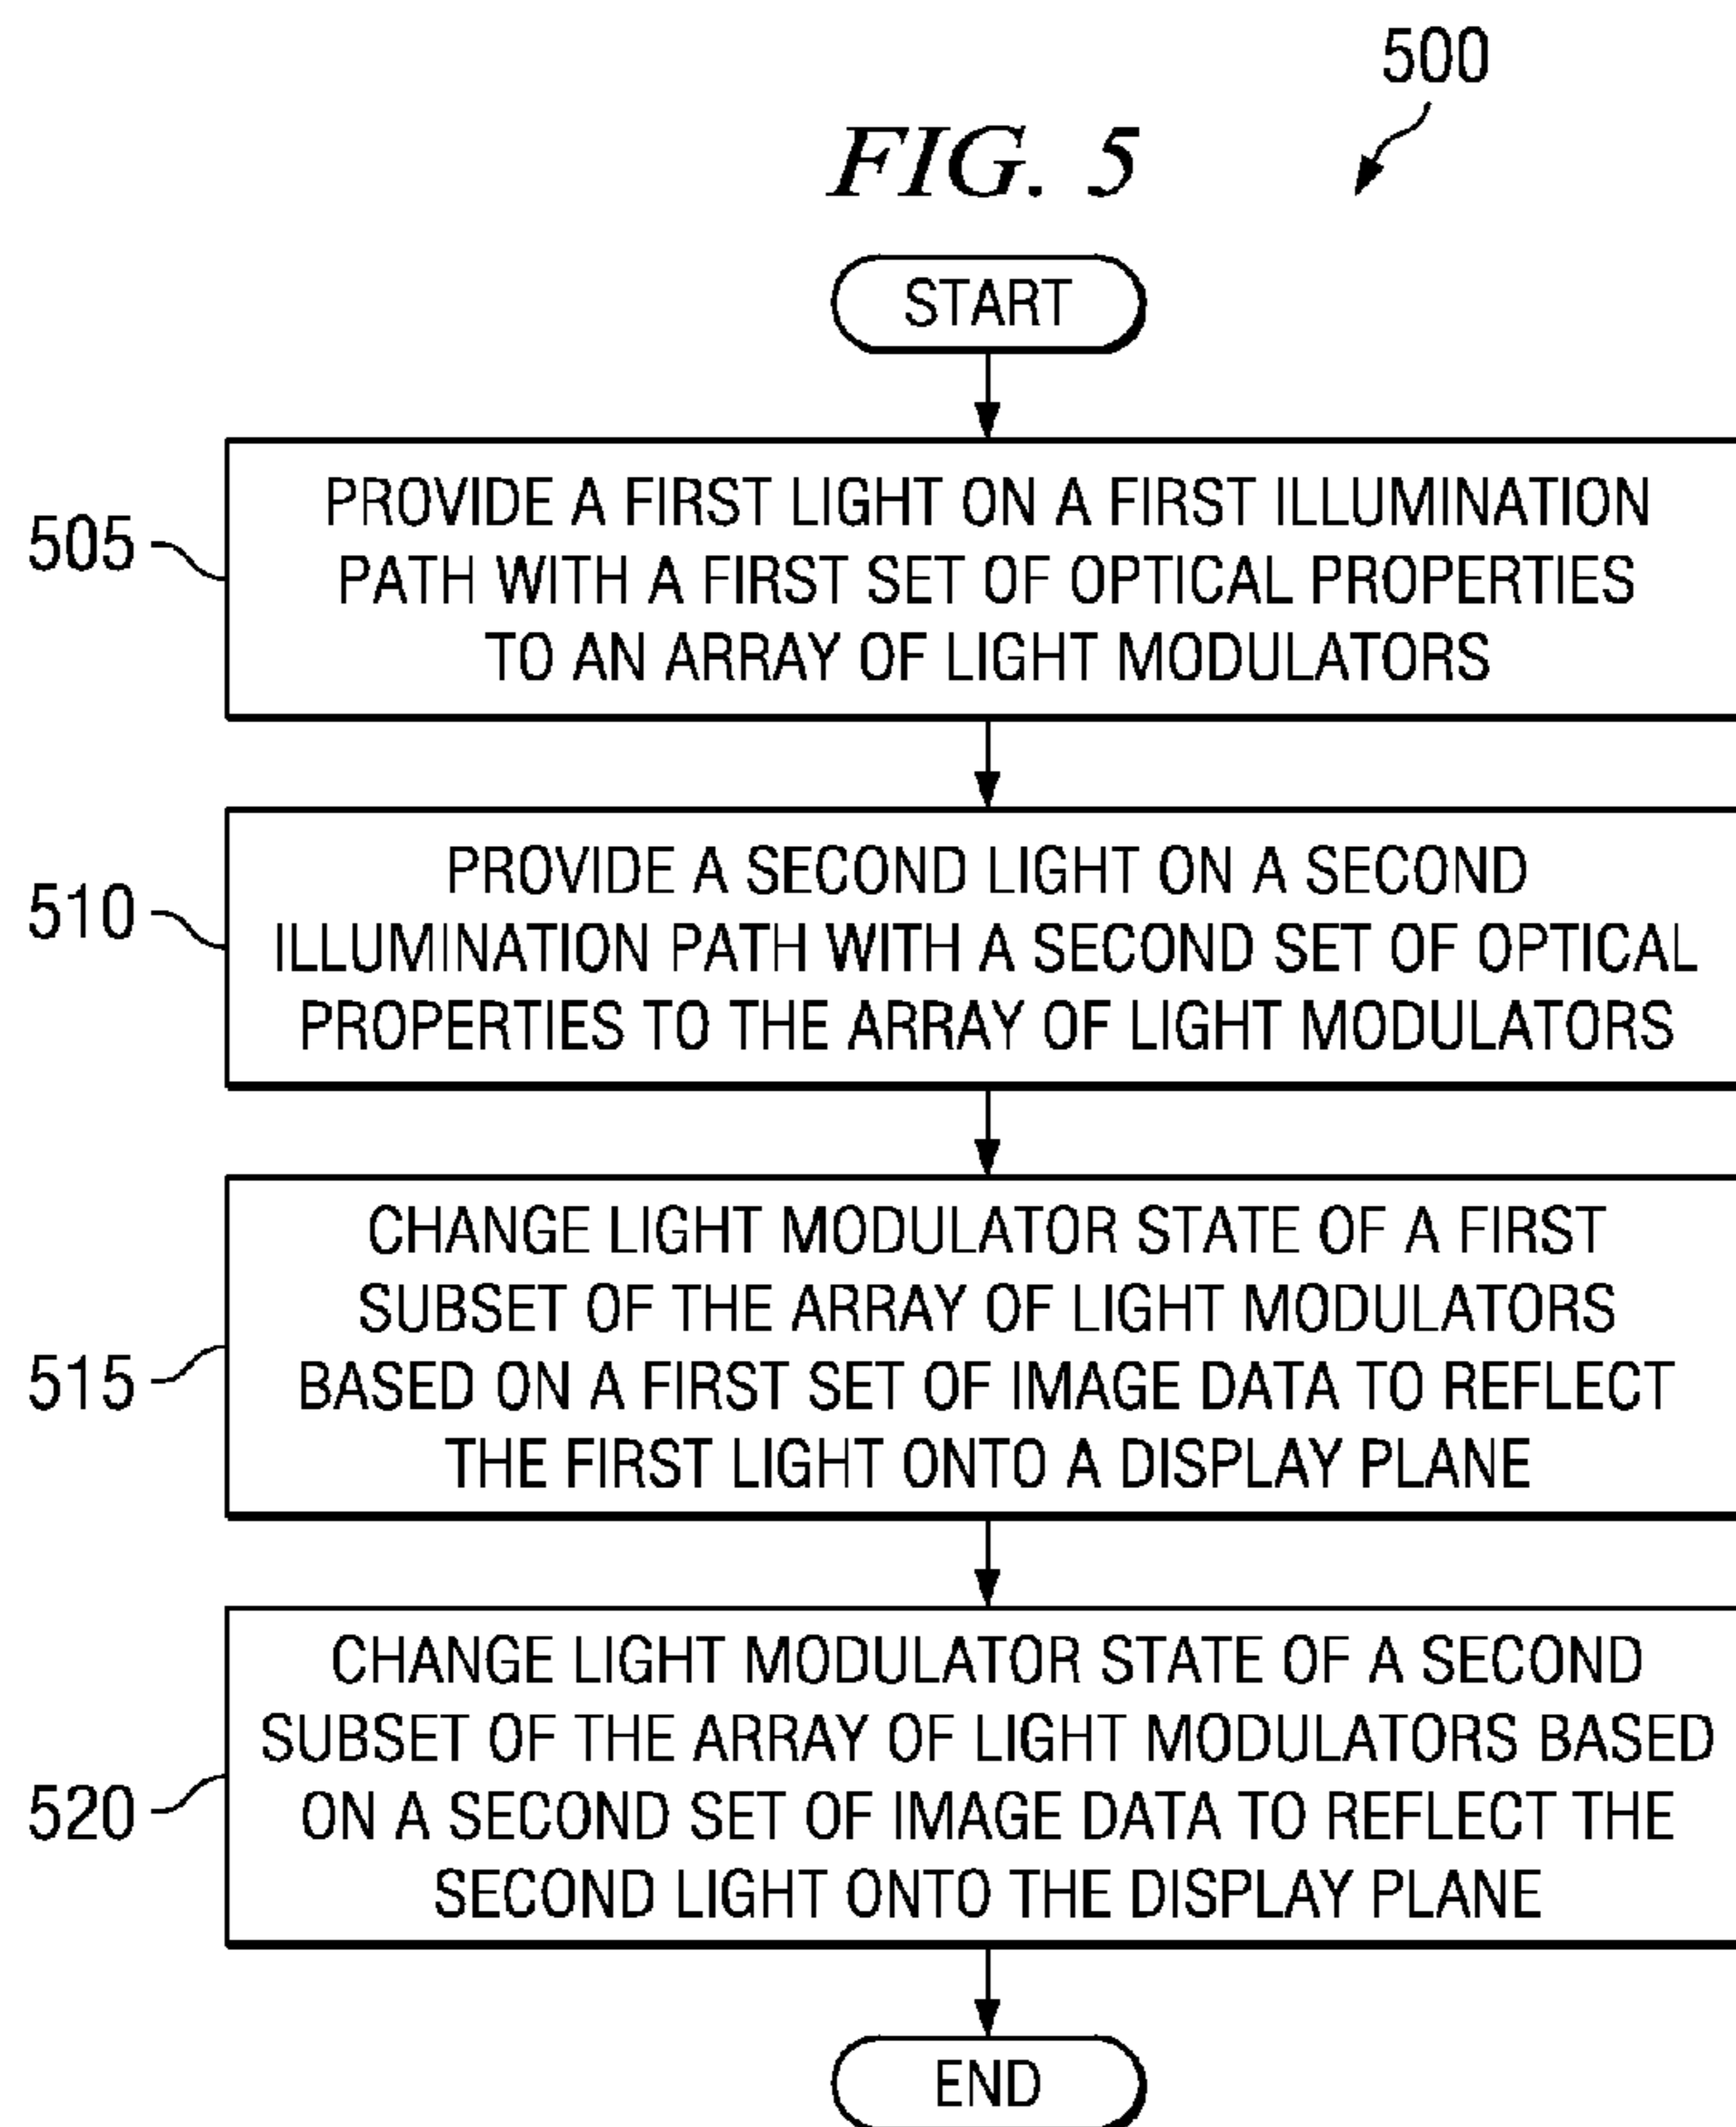 500
FIG. 5
START
505
PROVIDE A FIRST LIGHT ON A FIRST ILLUMINATION
PATH WITH A FIRST SET OF OPTICAL PROPERTIES
TO AN ARRAY OF LIGHT MODULATORS
510
PROVIDE A SECOND LIGHT ON A SECOND
ILLUMINATION PATH WITH A SECOND SET OF OPTICAL
PROPERTIES TO THE ARRAY OF LIGHT MODULATORS
515
CHANGE LIGHT MODULATOR STATE OF A FIRST
SUBSET OF THE ARRAY OF LIGHT MODULATORS
BASED ON A FIRST SET OF IMAGE DATA TO REFLECT
THE FIRST LIGHT ONTO A DISPLAY PLANE
520
CHANGE LIGHT MODULATOR STATE OF A SECOND
SUBSET OF THE ARRAY OF LIGHT MODULATORS BASED
ON A SECOND SET OF IMAGE DATA TO REFLECT THE
SECOND LIGHT ONTO THE DISPLAY PLANE
END